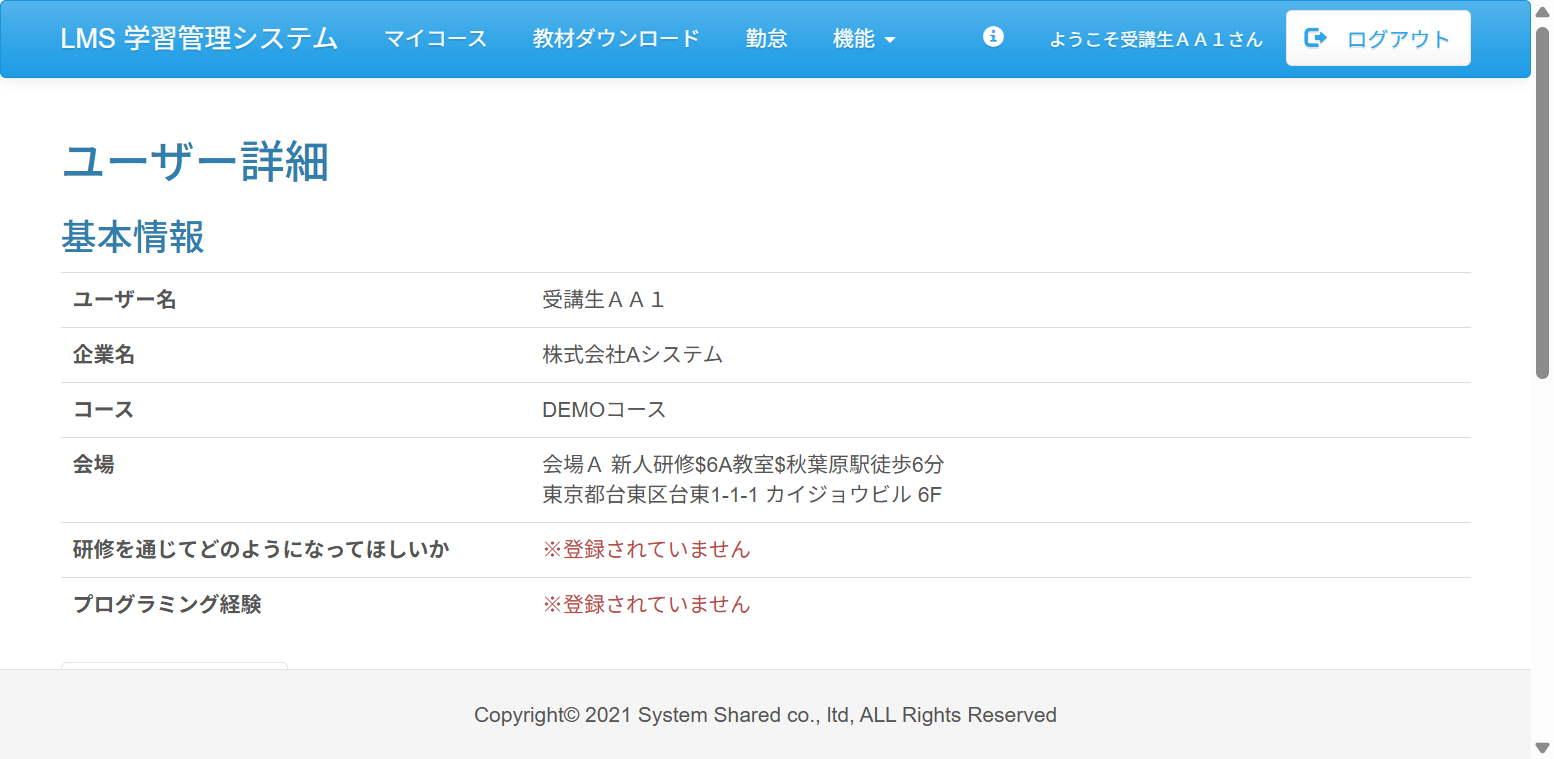 LMS 学習管理システム マイコース 教材ダウンロード 勤怠 機能 ようこそ受講生ＡＡ１さん ログアウト
ユーザー詳細
基本情報
ユーザー名 受講生ＡＡ１
企業名 株式会社Aシステム
コース DEMOコース
会場 会場Ａ 新人研修$6A教室$秋葉原駅徒歩6分
東京都台東区台東1-1-1 カイジョウビル 6F
研修を通じてどのようになってほしいか ※登録されていません
プログラミング経験 ※登録されていません
Copyright© 2021 System Shared co., ltd, ALL Rights Reserved